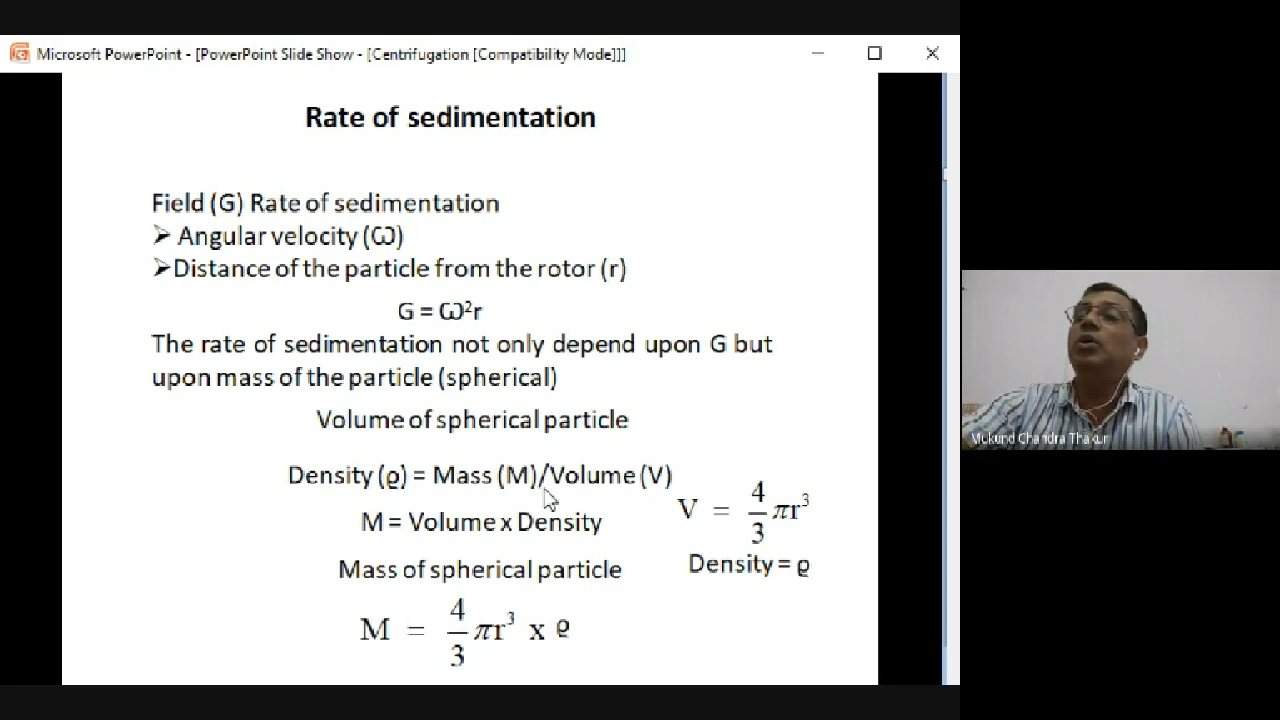 Microsoft PowerPoint - [PowerPoint Slide Show - [Centrifugation [Compatibility Mode]]]
Rate of sedimentation
Field (G) Rate of sedimentation
➢ Angular velocity (Ѡ)
➢Distance of the particle from the rotor (r)
G = Ѡ²r
The rate of sedimentation not only depend upon G but
upon mass of the particle (spherical)
Volume of spherical particle
Density (ϱ) = Mass (M)/Volume (V)
V = 4/3 πr³
M = Volume x Density
Density = ϱ
Mass of spherical particle
M = 4/3 πr³ x ϱ
Mukund Chandra Thakur